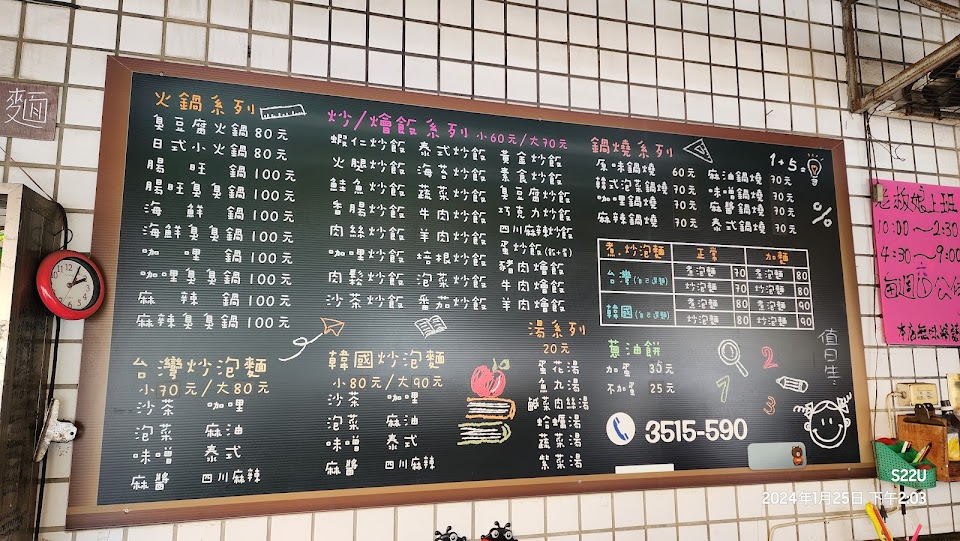 麵
火鍋系列
臭豆腐火鍋 80元
日式小火鍋 80元
腸旺鍋 100元
腸旺臭臭鍋 100元
海鮮鍋 100元
海鮮臭臭鍋 100元
咖哩鍋 100元
咖哩臭臭鍋 100元
麻辣鍋 100元
麻辣臭臭鍋 100元
炒/燴飯系列 小60元/大70元
蝦仁炒飯 泰式炒飯 黃金炒飯
火腿炒飯 海苔炒飯 素食炒飯
鮭魚炒飯 蔬菜炒飯 臭豆腐炒飯
香腸炒飯 牛肉炒飯 巧克力炒飯
肉絲炒飯 羊肉炒飯 四川麻辣炒飯
臘肉炒飯 培根炒飯 蛋炒飯
肉鬆炒飯 泡菜炒飯 豬肉燴飯
沙茶炒飯 番茄炒飯 牛肉燴飯
羊肉燴飯
鍋燒系列
原味鍋燒 60元 麻油鍋燒 70元
韓式泡菜鍋燒 70元 味噌鍋燒 70元
咖哩鍋燒 70元 麻醬鍋燒 70元
麻辣鍋燒 70元 泰式鍋燒 70元
1+5=
%
煮.炒泡麵 正常 加麵
台灣(自己選麵) 煮泡麵 70 煮泡麵 80
炒泡麵 70 炒泡麵 80
韓國(自己選麵) 煮泡麵 80 煮泡麵 90
炒泡麵 80 炒泡麵 90
台灣炒泡麵
小70元/大80元
沙茶 咖哩
泡菜 麻油
味噌 泰式
麻醬 四川麻辣
韓國炒泡麵
小80元/大90元
沙茶 咖哩
泡菜 麻油
味噌 泰式
麻醬 四川麻辣
湯系列
20元
蛋花湯
魚丸湯
鹹菜肉絲湯
蛤蠣湯
蔬菜湯
紫菜湯
蔥油餅
加蛋 35元
不加蛋 25元
1 2 3
值日生:
3515-590
老闆娘上班
10:00~2:30
4:30~9:00
S22U
2024年1月25日 下午2:03